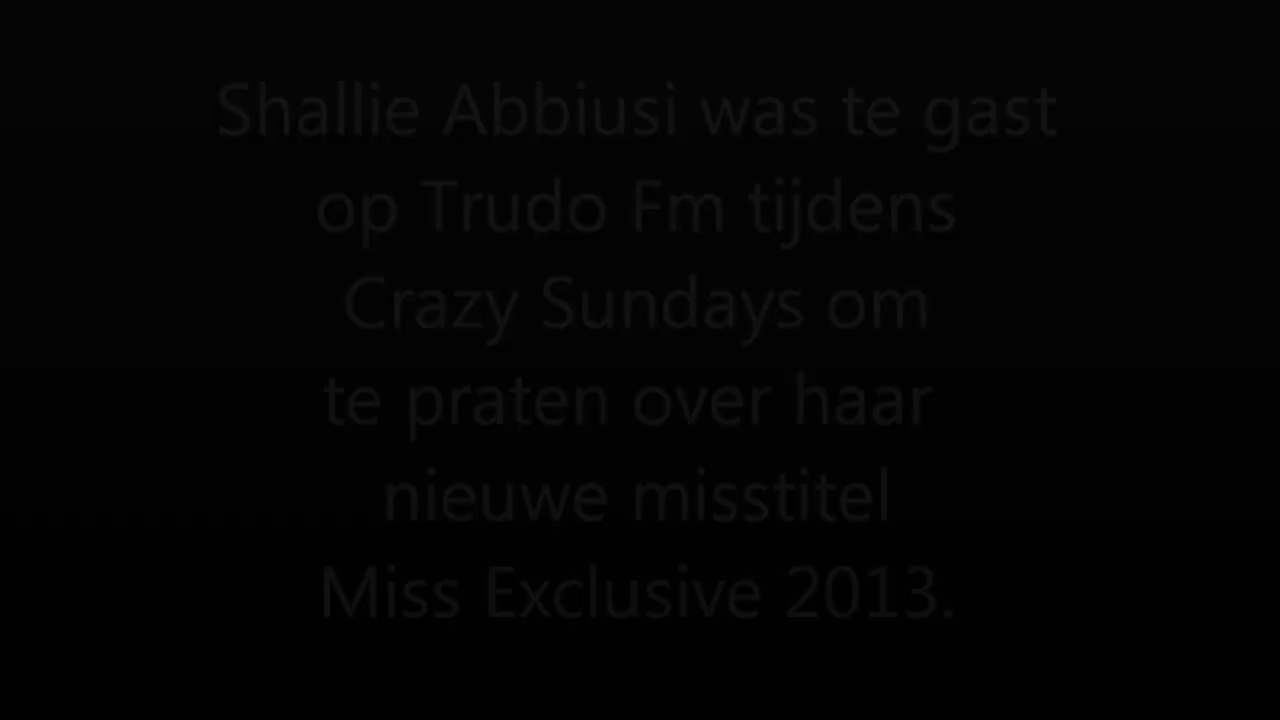 Shallie Abbiusi was te gast
op Trudo Fm tijdens
Crazy Sundays om
te praten over haar
nieuwe misstitel
Miss Exclusive 2013.